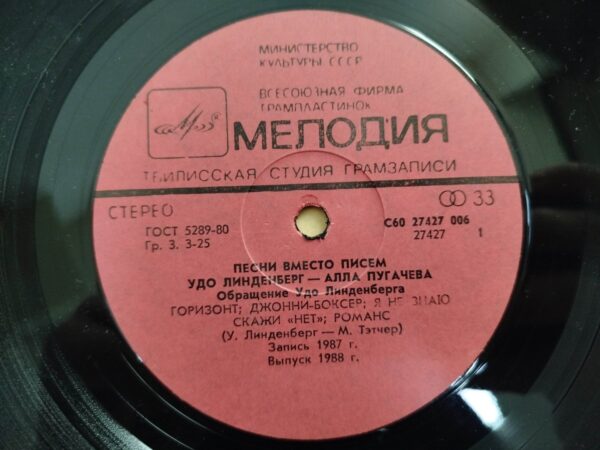 МИНИСТЕРСТВО
КУЛЬТУРЫ СССР
ВСЕСОЮЗНАЯ ФИРМА
ГРАМПЛАСТИНОК
МЕЛОДИЯ
ТБИЛИССКАЯ СТУДИЯ ГРАМЗАПИСИ
СТЕРЕО
33
ГОСТ 5289-80
С60 27427 006
Гр. 3. 3-25
27427 1
ПЕСНИ ВМЕСТО ПИСЕМ
УДО ЛИНДЕНБЕРГ — АЛЛА ПУГАЧЕВА
Обращение Удо Линденберга
ГОРИЗОНТ; ДЖОННИ-БОКСЕР; Я НЕ ЗНАЮ
СКАЖИ «НЕТ»; РОМАНС
(У. Линденберг — М. Тэтчер)
Запись 1987 г.
Выпуск 1988 г.